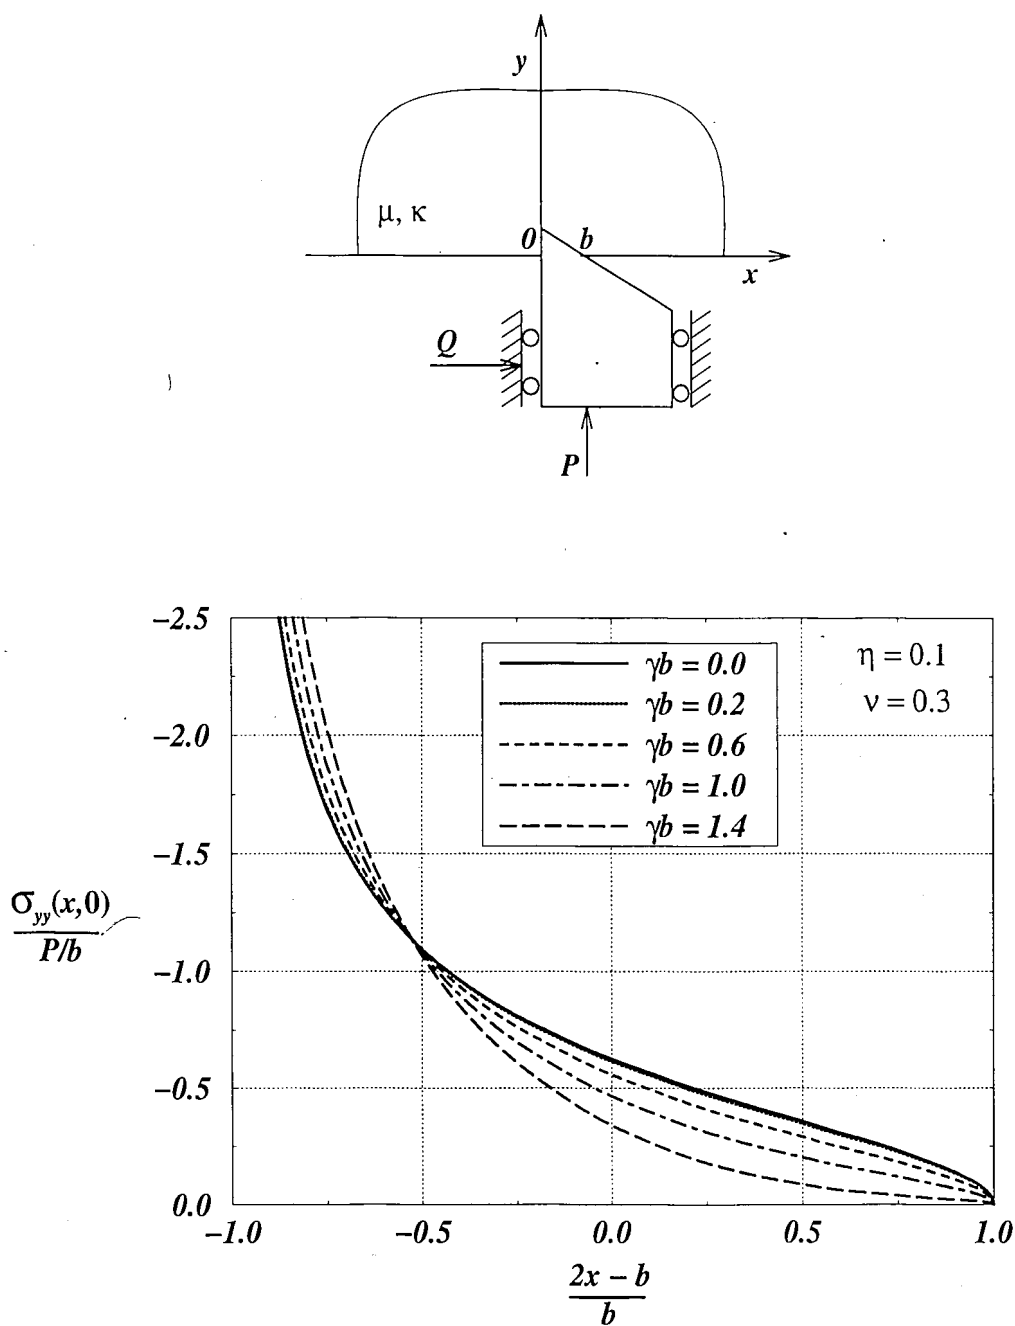 y
μ, κ
0 b
x
Q
P
−2.5
−2.0
−1.5
−1.0
−0.5
0.0
σyy(x,0)
P/b
γb = 0.0
γb = 0.2
γb = 0.6
γb = 1.0
γb = 1.4
η = 0.1
ν = 0.3
−1.0 −0.5 0.0 0.5 1.0
2x − b
b